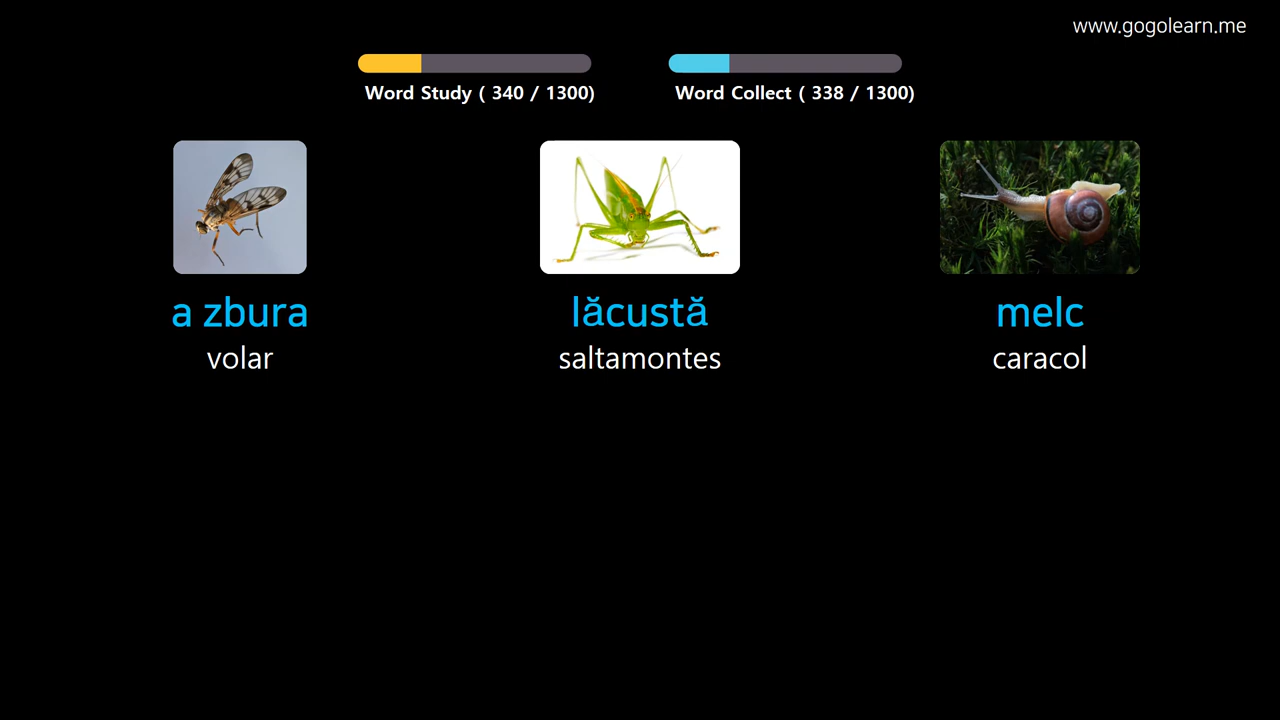 www.gogolearn.me
Word Study ( 340 / 1300)
Word Collect ( 338 / 1300)
a zbura
lăcustă
melc
volar
saltamontes
caracol